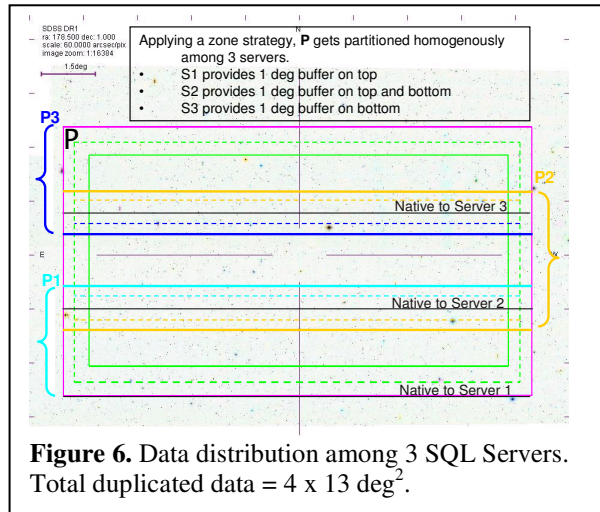 SDSS DR1
ra: 178.500 dec: 1.000
scale: 60.0000 arcsec/pix
image zoom: 1:16384
1.5deg
N
Applying a zone strategy, P gets partitioned homogenously
among 3 servers.
• S1 provides 1 deg buffer on top
• S2 provides 1 deg buffer on top and bottom
• S3 provides 1 deg buffer on bottom
P3
P
P2
Native to Server 3
E
W
P1
Native to Server 2
Native to Server 1
Figure 6. Data distribution among 3 SQL Servers.
Total duplicated data = 4 x 13 deg².